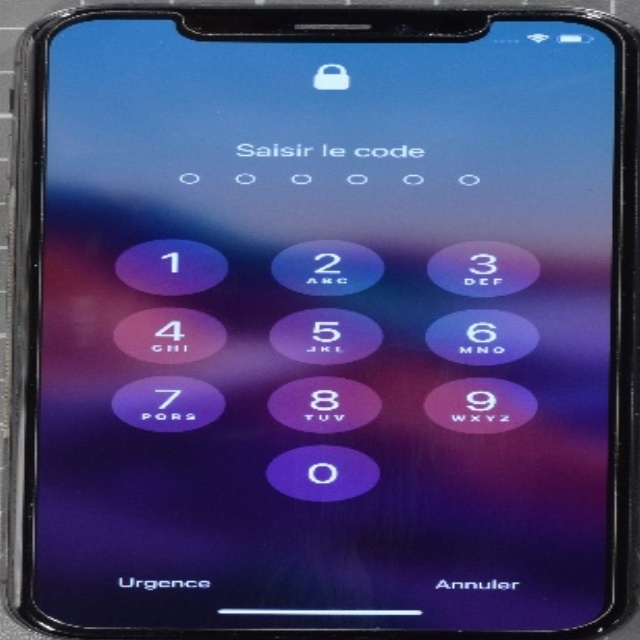 Saisir le code
1 2 3
ABC DEF
4 5 6
GHI JKL MNO
7 8 9
PQRS TUV WXYZ
0
Urgence Annuler